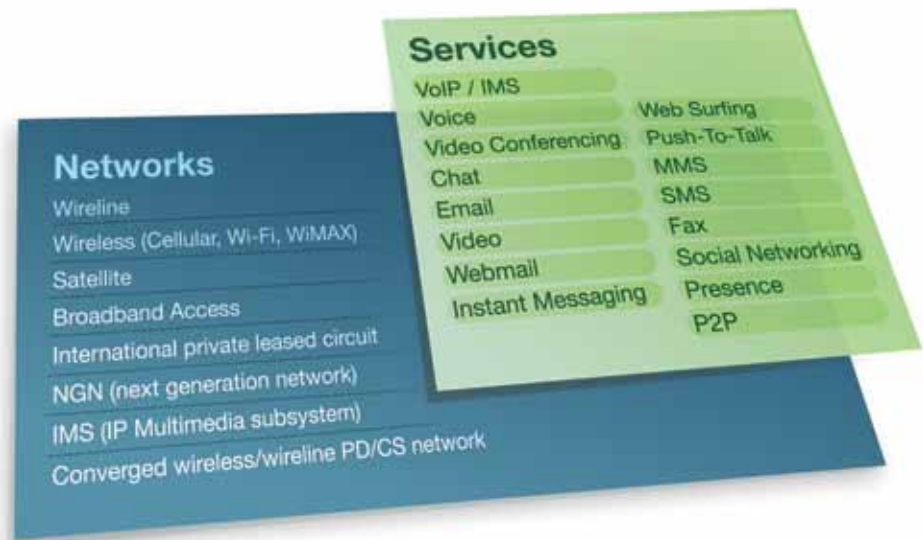 Services
VoIP / IMS
Voice
Video Conferencing
Chat
Email
Video
Webmail
Instant Messaging
Web Surfing
Push-To-Talk
MMS
SMS
Fax
Social Networking
Presence
P2P
Networks
Wireline
Wireless (Cellular, Wi-Fi, WiMAX)
Satellite
Broadband Access
International private leased circuit
NGN (next generation network)
IMS (IP Multimedia subsystem)
Converged wireless/wireline PD/CS network